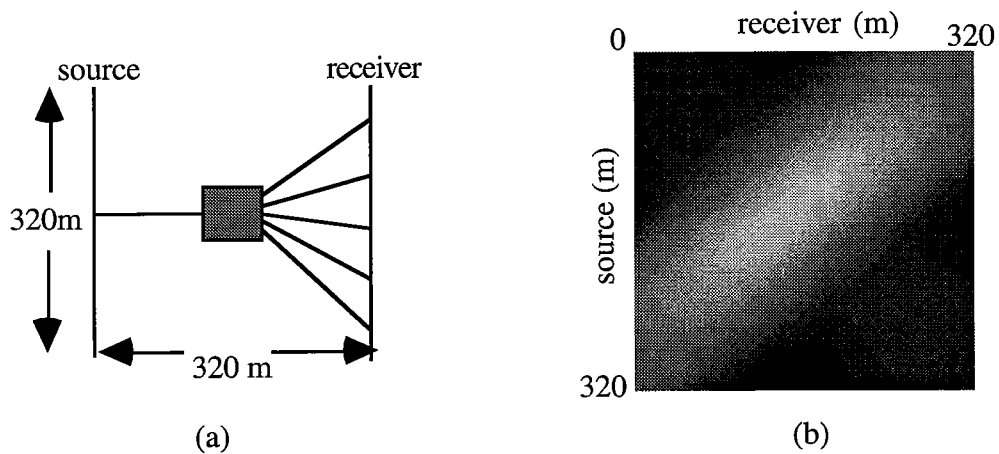 source
receiver
320m
320 m
(a)
receiver (m)
0
320
source (m)
320
(b)